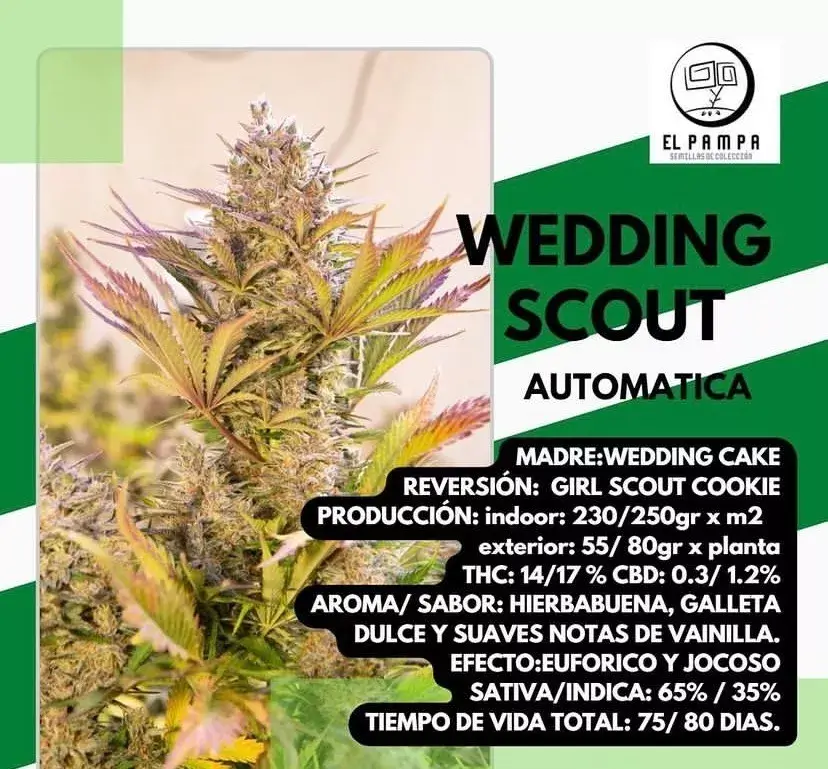 EL PAMPA
SEMILLAS DE COLECCIÓN
WEDDING
SCOUT
AUTOMATICA
MADRE:WEDDING CAKE
REVERSIÓN: GIRL SCOUT COOKIE
PRODUCCIÓN: indoor: 230/250gr x m2
exterior: 55/ 80gr x planta
THC: 14/17 % CBD: 0.3/ 1.2%
AROMA/ SABOR: HIERBABUENA, GALLETA
DULCE Y SUAVES NOTAS DE VAINILLA.
EFECTO:EUFORICO Y JOCOSO
SATIVA/INDICA: 65% / 35%
TIEMPO DE VIDA TOTAL: 75/ 80 DIAS.